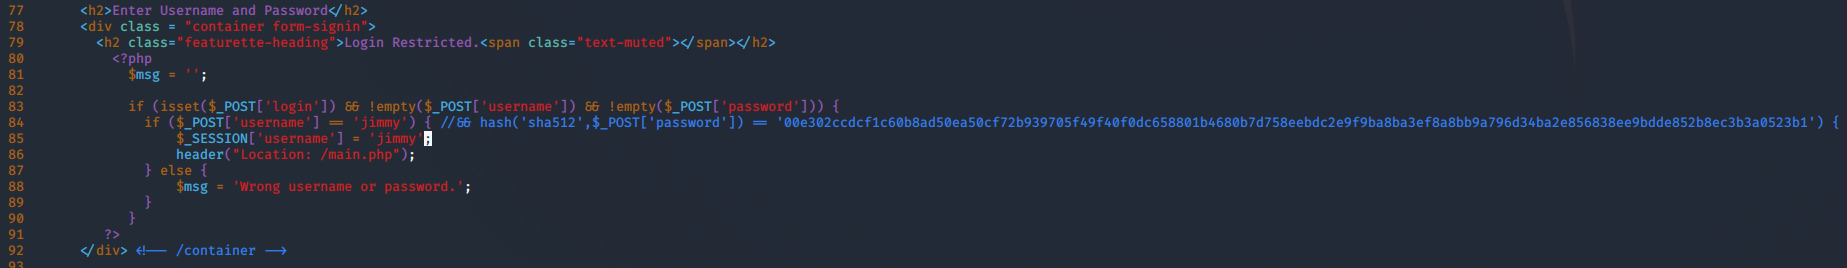 77 <h2>Enter Username and Password</h2>
78 <div class = "container form-signin">
79 <h2 class="featurette-heading">Login Restricted.<span class="text-muted"></span></h2>
80 <?php
81 $msg = '';
82
83 if (isset($_POST['login']) && !empty($_POST['username']) && !empty($_POST['password'])) {
84 if ($_POST['username'] == 'jimmy') { //&& hash('sha512',$_POST['password']) == '00e302ccdcf1c60b8ad50ea50cf72b939705f49f40f0dc658801b4680b7d758eebdc2e9f9ba8ba3ef8a8bb9a796d34ba2e856838ee9bdde852b8ec3b3a0523b1') {
85 $_SESSION['username'] = 'jimmy';
86 header("Location: /main.php");
87 } else {
88 $msg = 'Wrong username or password.';
89 }
90 }
91 ?>
92 </div> <!-- /container -->
93